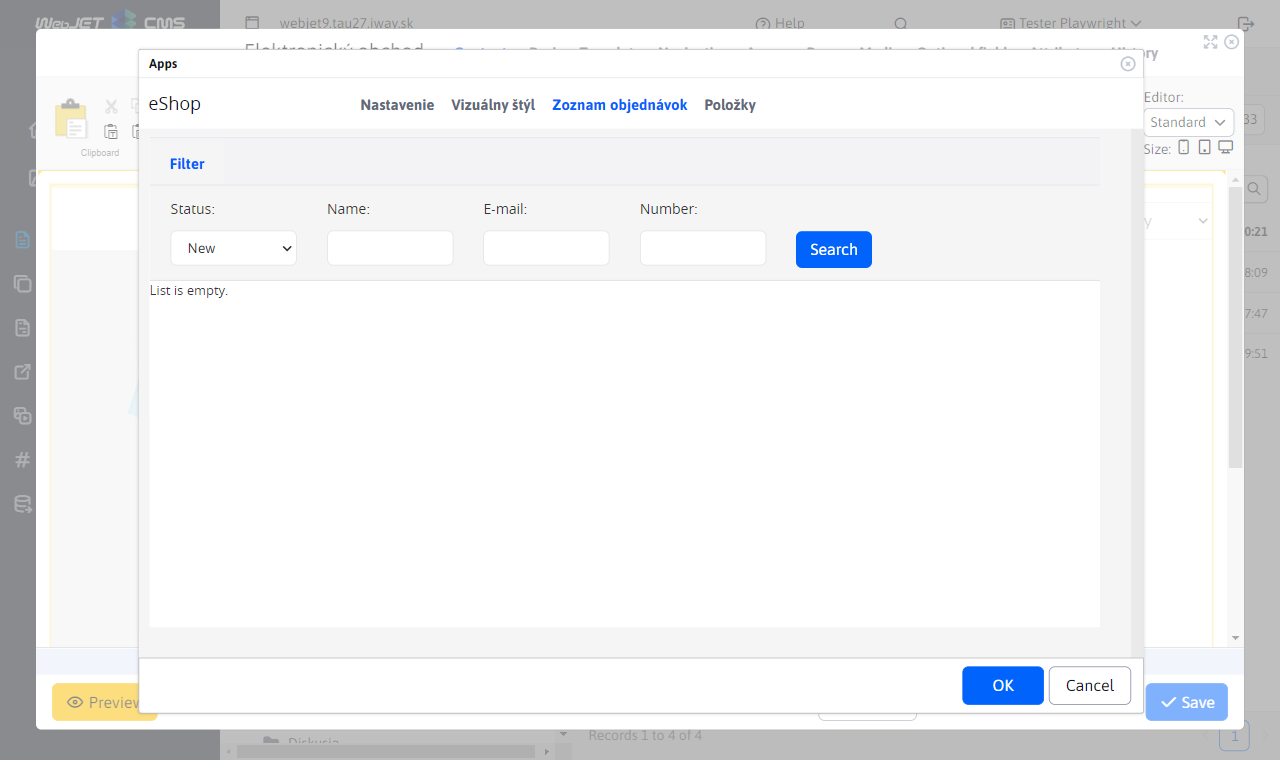 WebJET CMS
webjet9.tau27.iway.sk
Help
Tester Playwright
Elektronický obchod
Apps
eShop
Nastavenie
Vizuálny štýl
Zoznam objednávok
Položky
Editor:
Standard
Size:
Clipboard
Filter
Status:
Name:
E-mail:
Number:
New
Search
List is empty.
33
y
0:21
8:09
7:47
9:51
OK
Cancel
Preview
Save
Diskusia
Records 1 to 4 of 4
1